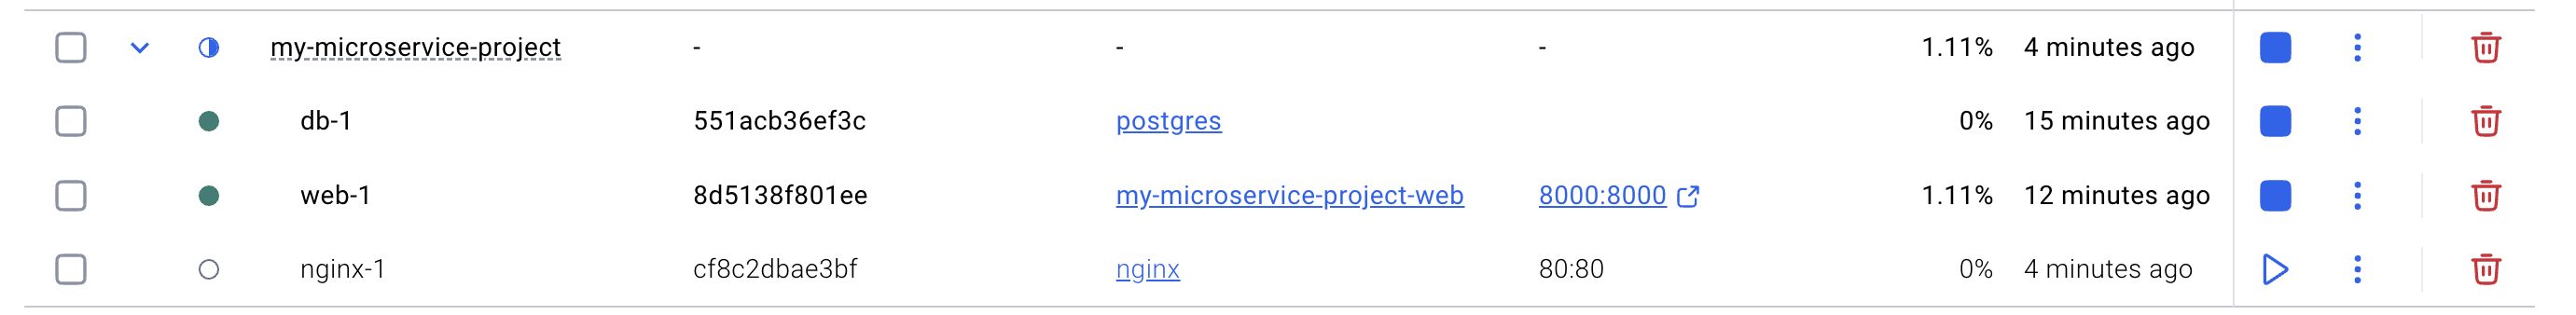 my-microservice-project - - - 1.11% 4 minutes ago
db-1 551acb36ef3c postgres 0% 15 minutes ago
web-1 8d5138f801ee my-microservice-project-web 8000:8000 1.11% 12 minutes ago
nginx-1 cf8c2dbae3bf nginx 80:80 0% 4 minutes ago